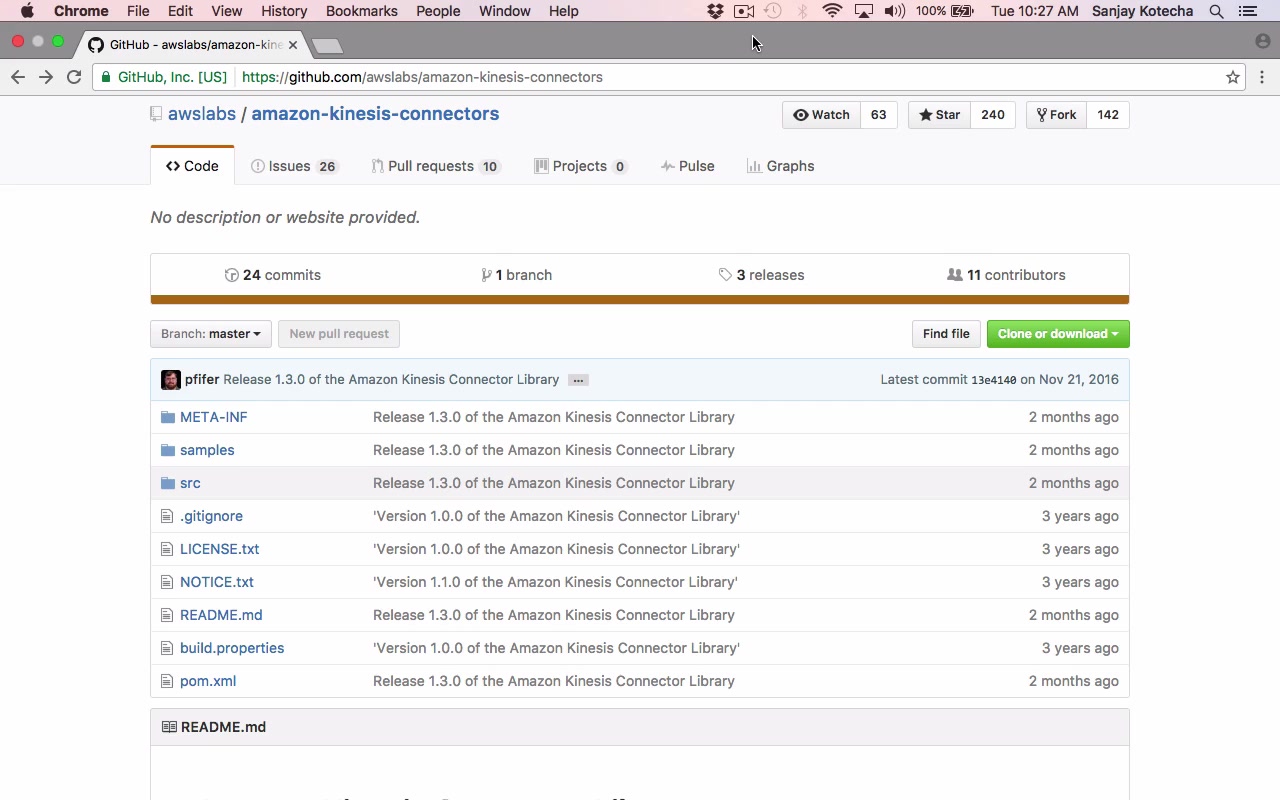 Chrome File Edit View History Bookmarks People Window Help 100% Tue 10:27 AM Sanjay Kotecha
GitHub - awslabs/amazon-kine
GitHub, Inc. [US] https://github.com/awslabs/amazon-kinesis-connectors
awslabs / amazon-kinesis-connectors Watch 63 Star 240 Fork 142
Code Issues 26 Pull requests 10 Projects 0 Pulse Graphs
No description or website provided.
24 commits 1 branch 3 releases 11 contributors
Branch: master New pull request Find file Clone or download
pfifer Release 1.3.0 of the Amazon Kinesis Connector Library ... Latest commit 13e4140 on Nov 21, 2016
META-INF Release 1.3.0 of the Amazon Kinesis Connector Library 2 months ago
samples Release 1.3.0 of the Amazon Kinesis Connector Library 2 months ago
src Release 1.3.0 of the Amazon Kinesis Connector Library 2 months ago
.gitignore 'Version 1.0.0 of the Amazon Kinesis Connector Library' 3 years ago
LICENSE.txt 'Version 1.0.0 of the Amazon Kinesis Connector Library' 3 years ago
NOTICE.txt 'Version 1.1.0 of the Amazon Kinesis Connector Library' 3 years ago
README.md Release 1.3.0 of the Amazon Kinesis Connector Library 2 months ago
build.properties 'Version 1.0.0 of the Amazon Kinesis Connector Library' 3 years ago
pom.xml Release 1.3.0 of the Amazon Kinesis Connector Library 2 months ago
README.md